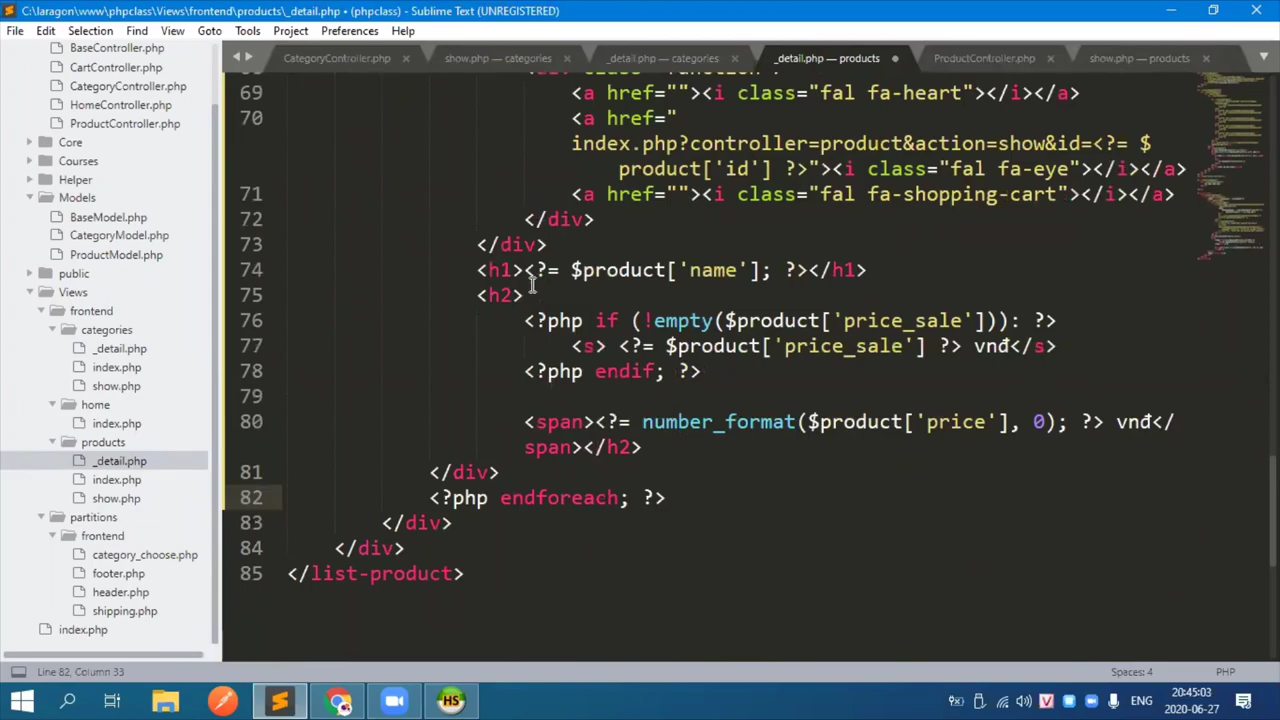 C:\laragon\www\phpclass\Views\frontend\products\_detail.php • (phpclass) - Sublime Text (UNREGISTERED)
File Edit Selection Find View Goto Tools Project Preferences Help
CategoryController.php × show.php — categories × _detail.php — categories × _detail.php — products • ProductController.php × show.php — products ×
BaseController.php
CartController.php
CategoryController.php
HomeController.php
ProductController.php
Core
Courses
Helper
Models
BaseModel.php
CategoryModel.php
ProductModel.php
public
Views
frontend
categories
_detail.php
index.php
show.php
home
index.php
products
_detail.php
index.php
show.php
partitions
frontend
category_choose.php
footer.php
header.php
shipping.php
index.php
69 <a href=""><i class="fal fa-heart"></i></a>
70 <a href="
index.php?controller=product&action=show&id=<?= $
product['id'] ?>"><i class="fal fa-eye"></i></a>
71 <a href=""><i class="fal fa-shopping-cart"></i></a>
72 </div>
73 </div>
74 <h1><?= $product['name']; ?></h1>
75 <h2>
76 <?php if (!empty($product['price_sale'])): ?>
77 <s> <?= $product['price_sale'] ?> vnđ</s>
78 <?php endif; ?>
79
80 <span><?= number_format($product['price'], 0); ?> vnđ</
span></h2>
81 </div>
82 <?php endforeach; ?>
83 </div>
84 </div>
85 </list-product>
Line 82, Column 33
Spaces: 4 PHP
HS
V
ENG
20:45:03
2020-06-27